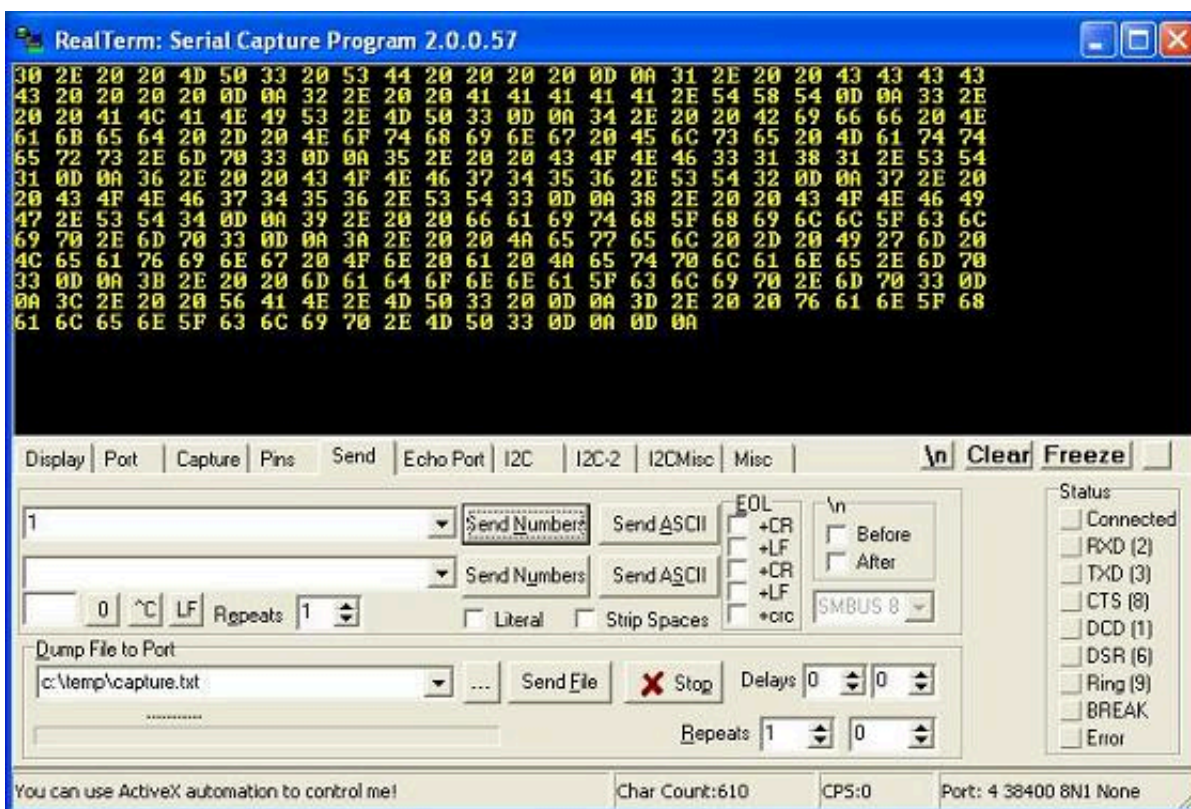 RealTerm: Serial Capture Program 2.0.0.57
30 2E 20 20 4D 50 33 20 53 44 20 20 20 20 0D 0A 31 2E 20 20 43 43 43 43
43 20 20 20 20 0D 0A 32 2E 20 20 41 41 41 41 41 2E 54 58 54 0D 0A 33 2E
20 20 41 4C 41 4E 49 53 2E 4D 50 33 0D 0A 34 2E 20 20 42 69 66 66 20 4E
61 6B 65 64 20 2D 20 4E 6F 74 68 69 6E 67 20 45 6C 73 65 20 4D 61 74 74
65 72 73 2E 6D 70 33 0D 0A 35 2E 20 20 43 4F 4E 46 33 31 38 31 2E 53 54
31 0D 0A 36 2E 20 20 43 4F 4E 46 37 34 35 36 2E 53 54 32 0D 0A 37 2E 20
20 43 4F 4E 46 37 34 35 36 2E 53 54 33 0D 0A 38 2E 20 20 43 4F 4E 46 49
47 2E 53 54 34 0D 0A 39 2E 20 20 66 61 69 74 68 5F 68 69 6C 6C 5F 63 6C
69 70 2E 6D 70 33 0D 0A 3A 2E 20 20 4A 65 77 65 6C 20 2D 20 49 27 6D 20
4C 65 61 76 69 6E 67 20 4F 6E 20 61 20 4A 65 74 70 6C 61 6E 65 2E 6D 70
33 0D 0A 3B 2E 20 20 6D 61 64 6F 6E 6E 61 5F 63 6C 69 70 2E 6D 70 33 0D
0A 3C 2E 20 20 56 41 4E 2E 4D 50 33 20 0D 0A 3D 2E 20 20 76 61 6E 5F 68
61 6C 65 6E 5F 63 6C 69 70 2E 4D 50 33 0D 0A 0D 0A
Display Port Capture Pins Send Echo Port I2C I2C-2 I2CMisc Misc \n Clear Freeze
1 Send Numbers Send ASCII
EOL
+CR
+LF
+CR
+LF
+crc
\n
Before
After
Send Numbers Send ASCII
0 ^C LF Repeats 1 Literal Strip Spaces SMBUS 8
Dump File to Port
c:\temp\capture.txt ... Send File Stop Delays 0 0
Repeats 1 0
Status
Connected
RXD (2)
TXD (3)
CTS (8)
DCD (1)
DSR (6)
Ring (9)
BREAK
Error
You can use ActiveX automation to control me! Char Count:610 CPS:0 Port: 4 38400 8N1 None